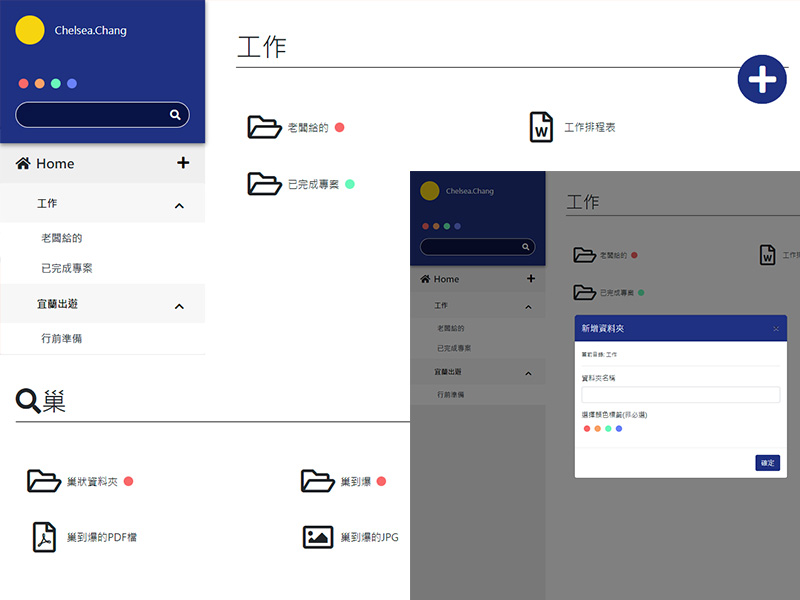 Chelsea.Chang
Home
工作
老闆給的
已完成專案
宜蘭出遊
行前準備
工作
老闆給的
工作排程表
已完成專案
巢
巢狀資料夾
巢到爆
巢到爆的PDF檔
巢到爆的JPG
Chelsea.Chang
Home
工作
老闆給的
已完成專案
宜蘭出遊
行前準備
工作
老闆給的
工作排
已完成專案
新增資料夾
當前目錄: 工作
資料夾名稱
選擇顏色標籤(非必選)
確定